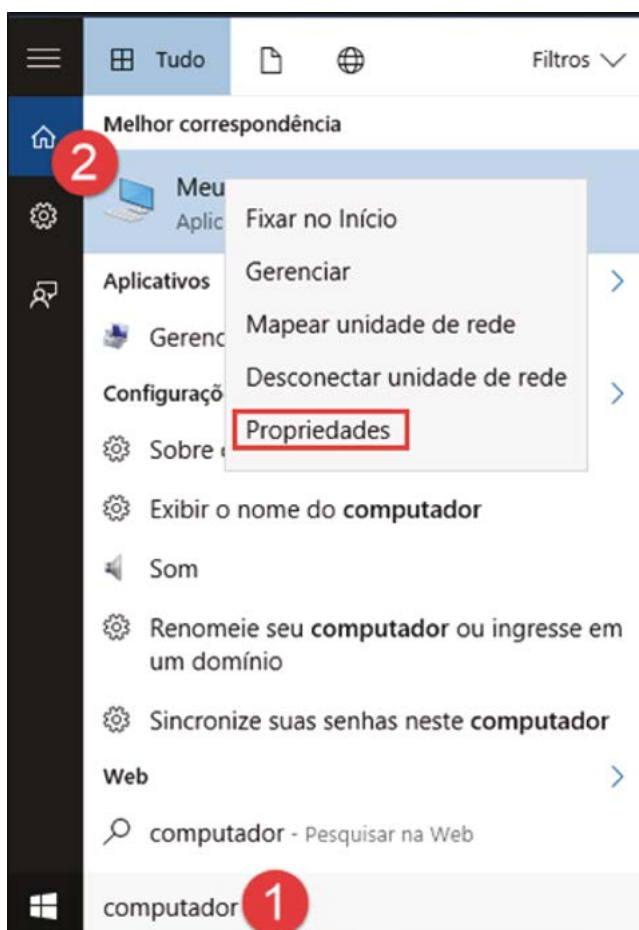 Tudo
Filtros
Melhor correspondência
2
Meu
Aplic
Fixar no Início
Gerenciar
Aplicativos
Mapear unidade de rede
Gerenc
Desconectar unidade de rede
Configuraçõ
Propriedades
Sobre
Exibir o nome do computador
Som
Renomeie seu computador ou ingresse em
um domínio
Sincronize suas senhas neste computador
Web
computador - Pesquisar na Web
computador 1